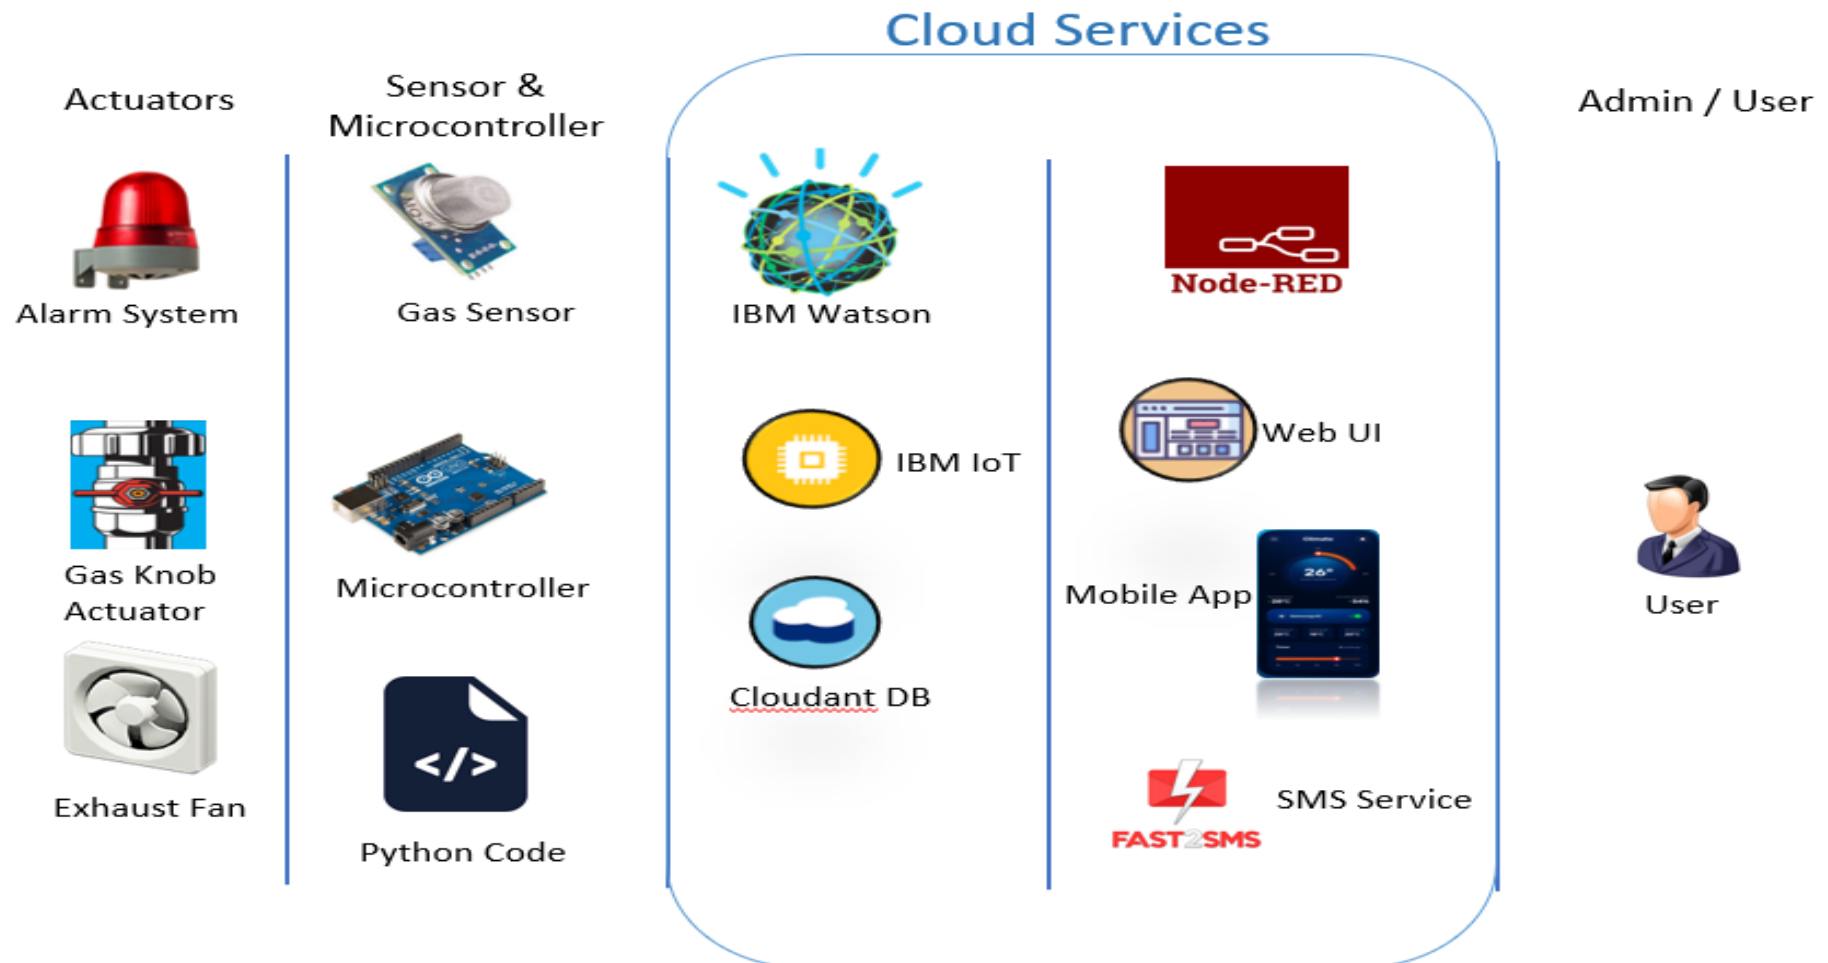 Cloud Services
Actuators
Sensor &
Microcontroller
Admin / User
Alarm System
Gas Sensor
IBM Watson
Node-RED
Gas Knob
Actuator
Microcontroller
IBM IoT
Web UI
Mobile App
Climate
26°
User
Cloudant DB
Exhaust Fan
Python Code
</>
FAST2SMS
SMS Service